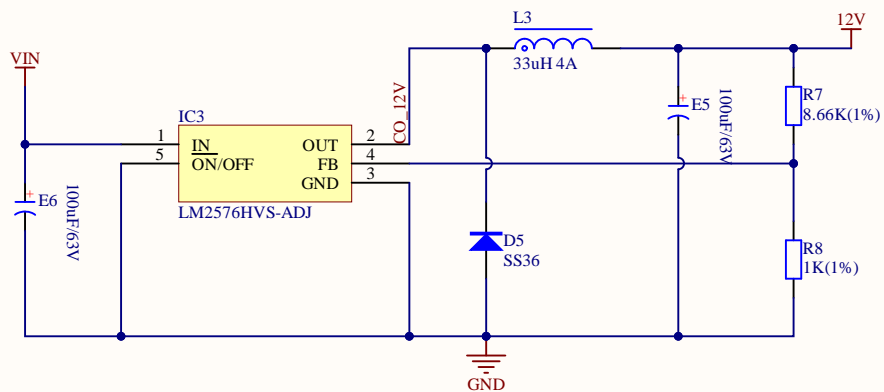 L3
12V
33uH 4A
VIN
CO_12V
IC3
1
IN
OUT
2
5
ON/OFF
FB
4
GND
3
LM2576HVS-ADJ
E6
100uF/63V
E5
100uF/63V
R7
8.66K(1%)
D5
SS36
R8
1K(1%)
GND